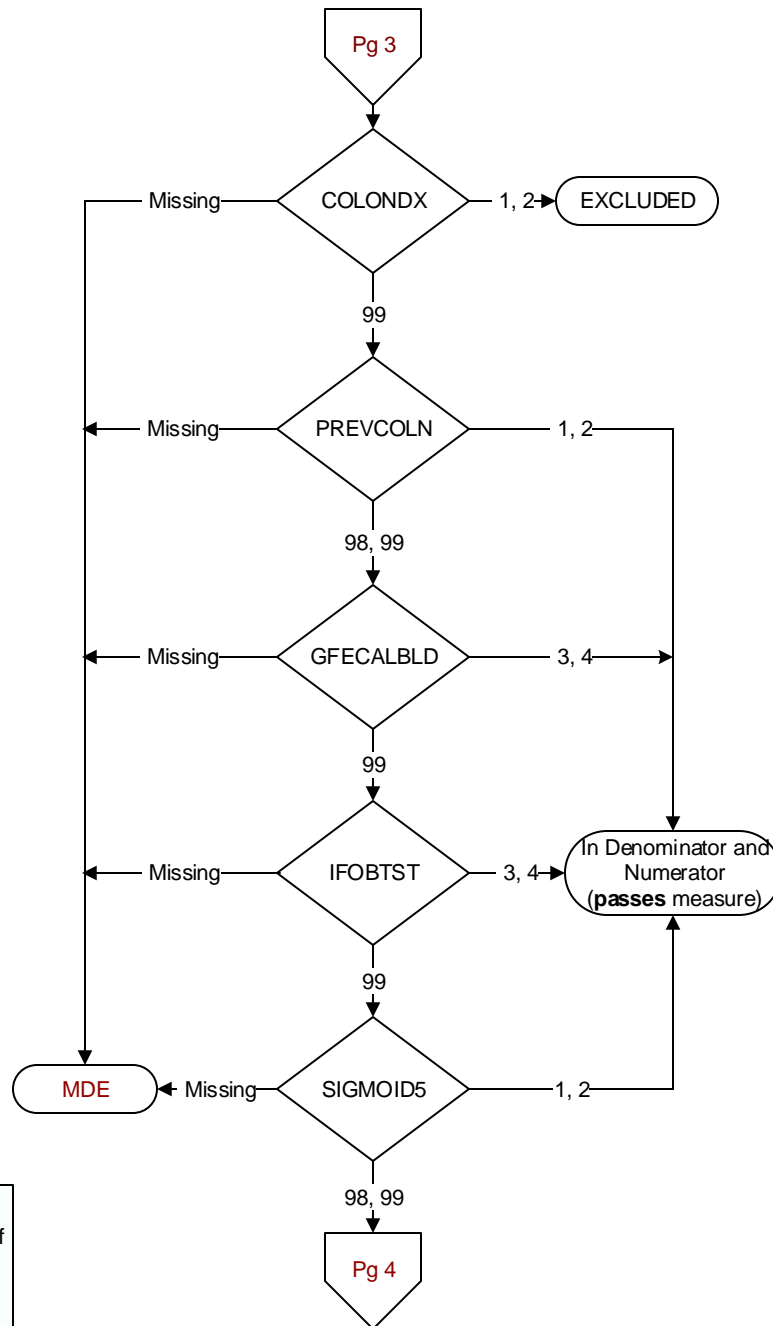 Pg 3
Missing
COLONDX
1, 2
EXCLUDED
99
Missing
PREVCOLN
1, 2
98, 99
Missing
GFECALBLD
3, 4
99
Missing
IFOBTST
3, 4
In Denominator and
Numerator
(passes measure)
99
MDE
Missing
SIGMOID5
1, 2
98, 99
f
Pg 4